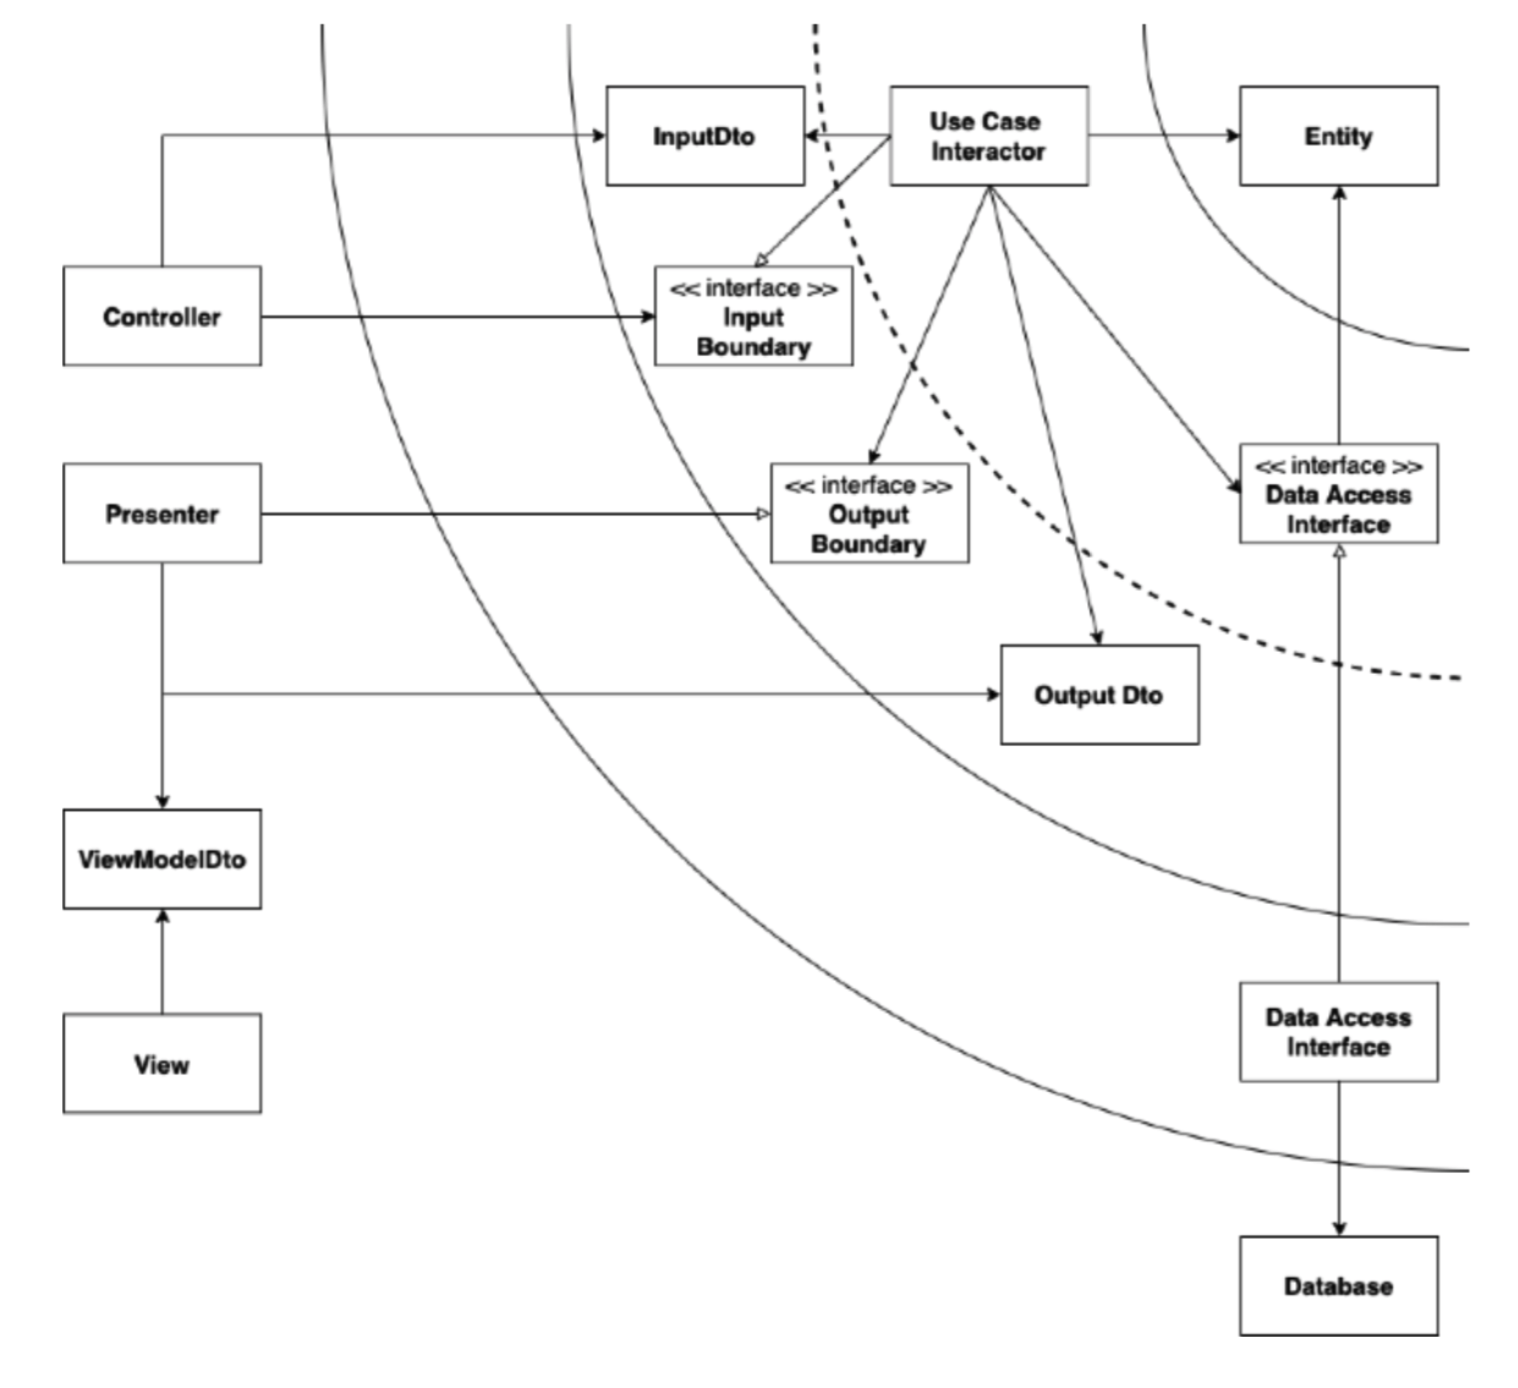 InputDto
Use Case
Interactor
Entity
Controller
<< interface >>
Input
Boundary
Presenter
<< interface >>
Output
Boundary
<< interface >>
Data Access
Interface
Output Dto
ViewModelDto
View
Data Access
Interface
Database